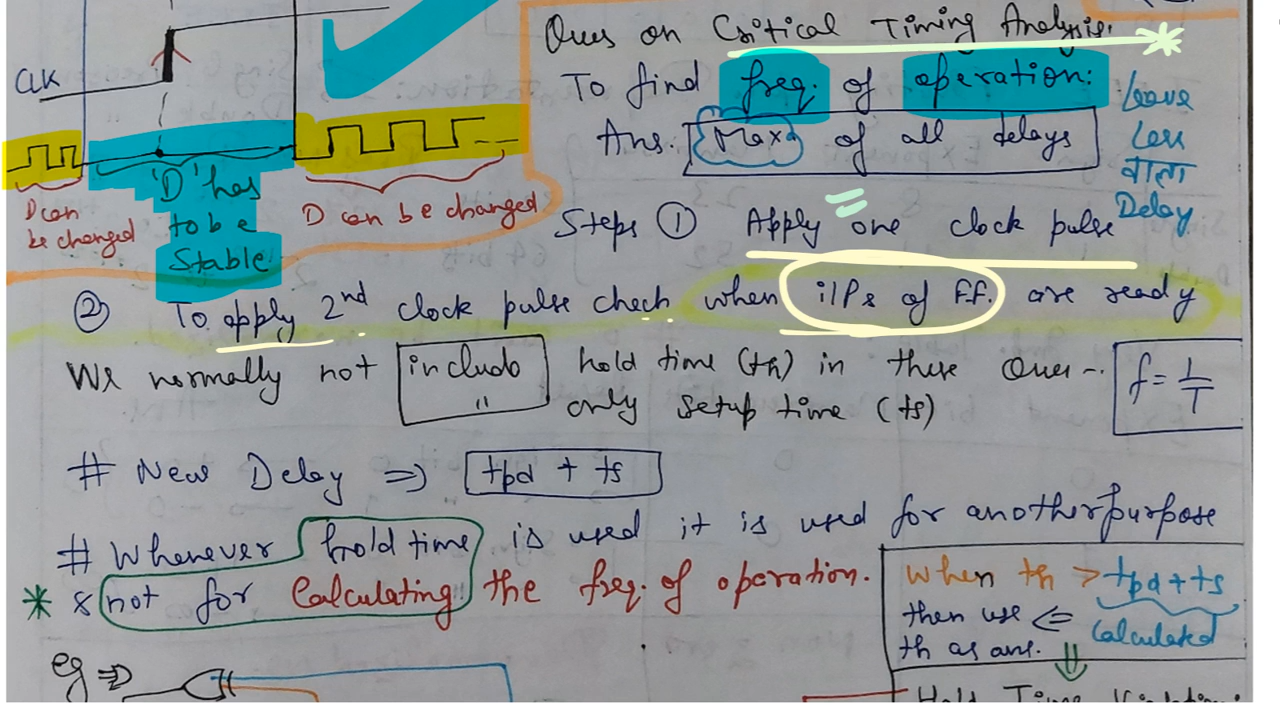 CLK
D can
be changed
'D' has
to be
Stable
D can be changed
Ques on Critical Timing Analysis.
To find freq. of operation:
Ans. Max of all delays
Leave
Less
वाला
Delay
Steps ① Apply one clock pulse
② To apply 2nd clock pulse check when i/Ps of F.F. are ready
We normally not include hold time (th) in these Ques -.
" only setup time (ts)
f = 1/T
# New Delay => tpd + ts
# Whenever hold time is used it is used for another purpose
* & not for Calculating the freq. of operation.
When th > tpd + ts
then use <= Calculated
th as ans.
eg
Hold Time